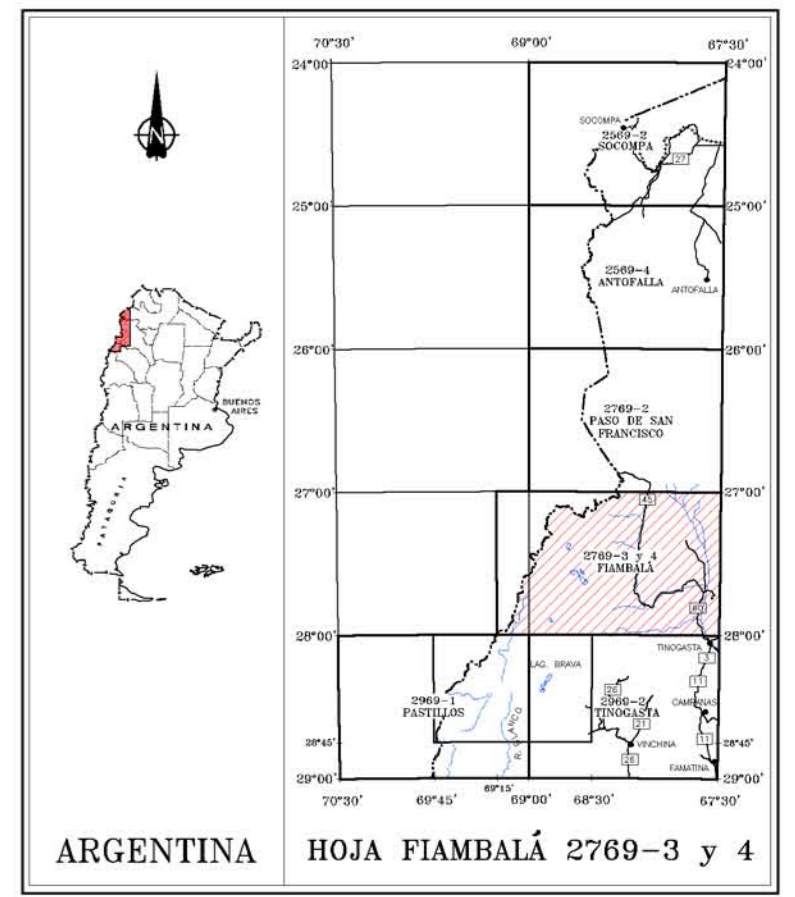 N
BUENOS
AIRES
ARGENTINA
PATAGONIA
ARGENTINA
70°30'
69°00'
67°30'
24°00'
24°00'
SOCOMPA
2569-2
SOCOMPA
27
25°00'
25°00'
2569-4
ANTOFALLA
ANTOFALLA
26°00'
26°00'
2769-2
PASO DE SAN
FRANCISCO
27°00'
27°00'
45
2769-3 y 4
FIAMBALÁ
60
28°00'
28°00'
TINOGASTA
3
LAG. BRAVA
11
26
2969-1
PASTILLOS
2969-2
TINOGASTA
CAMPANAS
R. BLANCO
21
11
28°45'
VINCHINA
28°45'
26
FAMATINA
29°00'
29°00'
70°30'
69°45'
69°15'
69°00'
68°30'
67°30'
HOJA FIAMBALÁ 2769-3 y 4